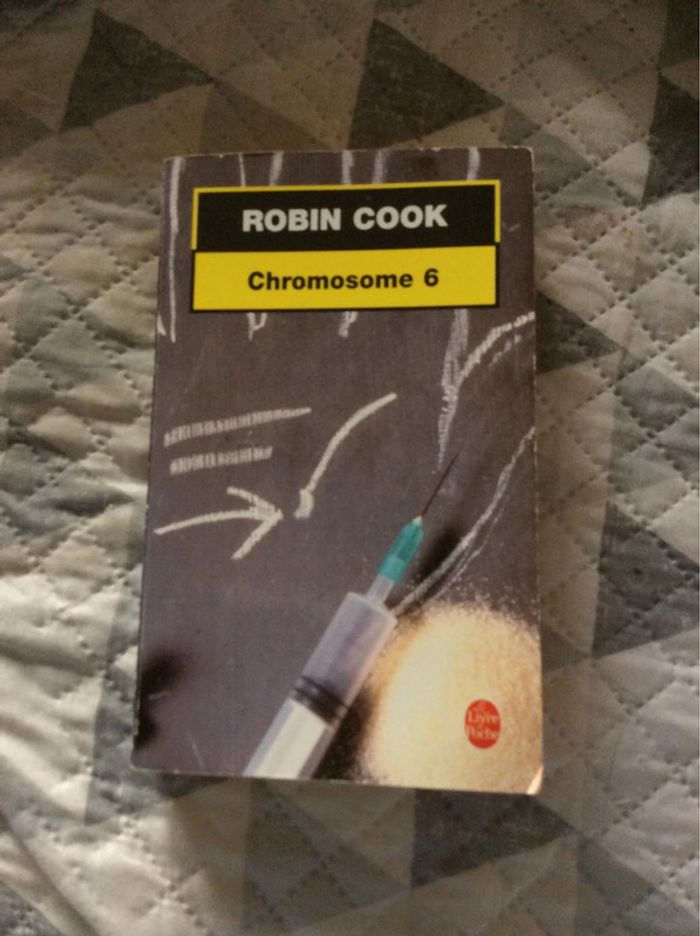 ROBIN COOK
Chromosome 6
Le
Livre
de
Poche